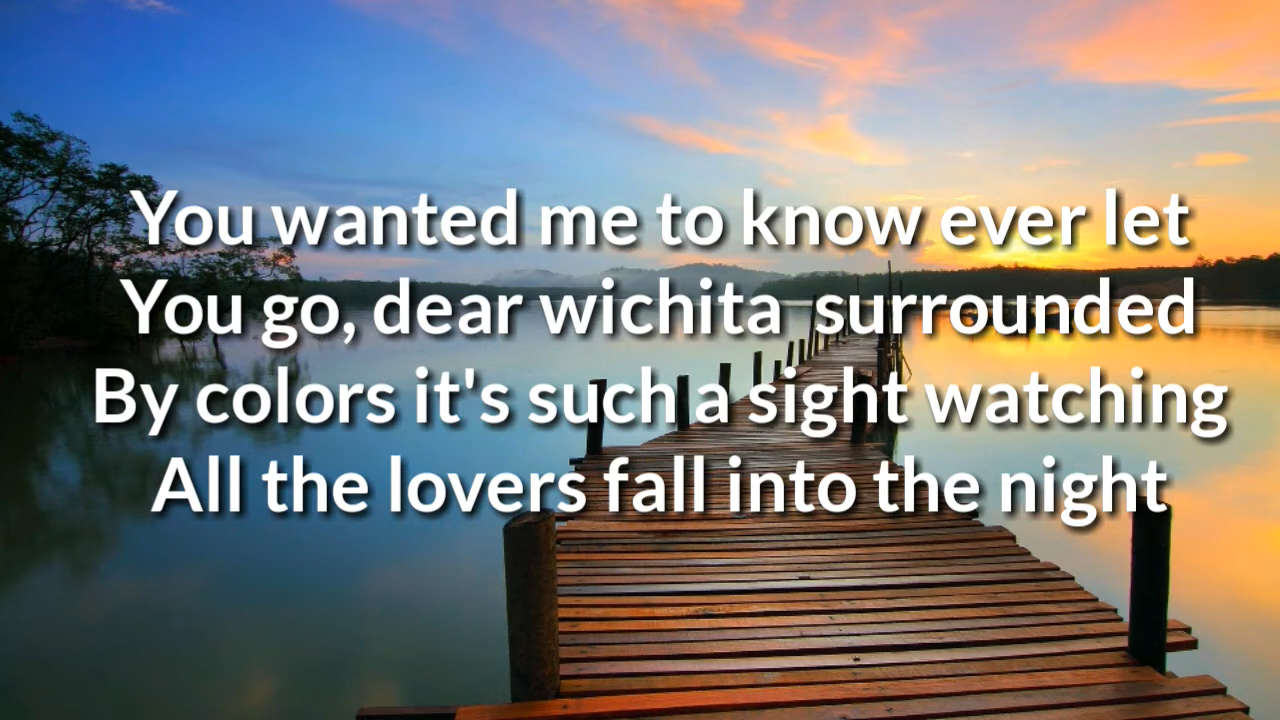 You wanted me to know ever let
You go, dear wichita surrounded
By colors it's such a sight watching
All the lovers fall into the night